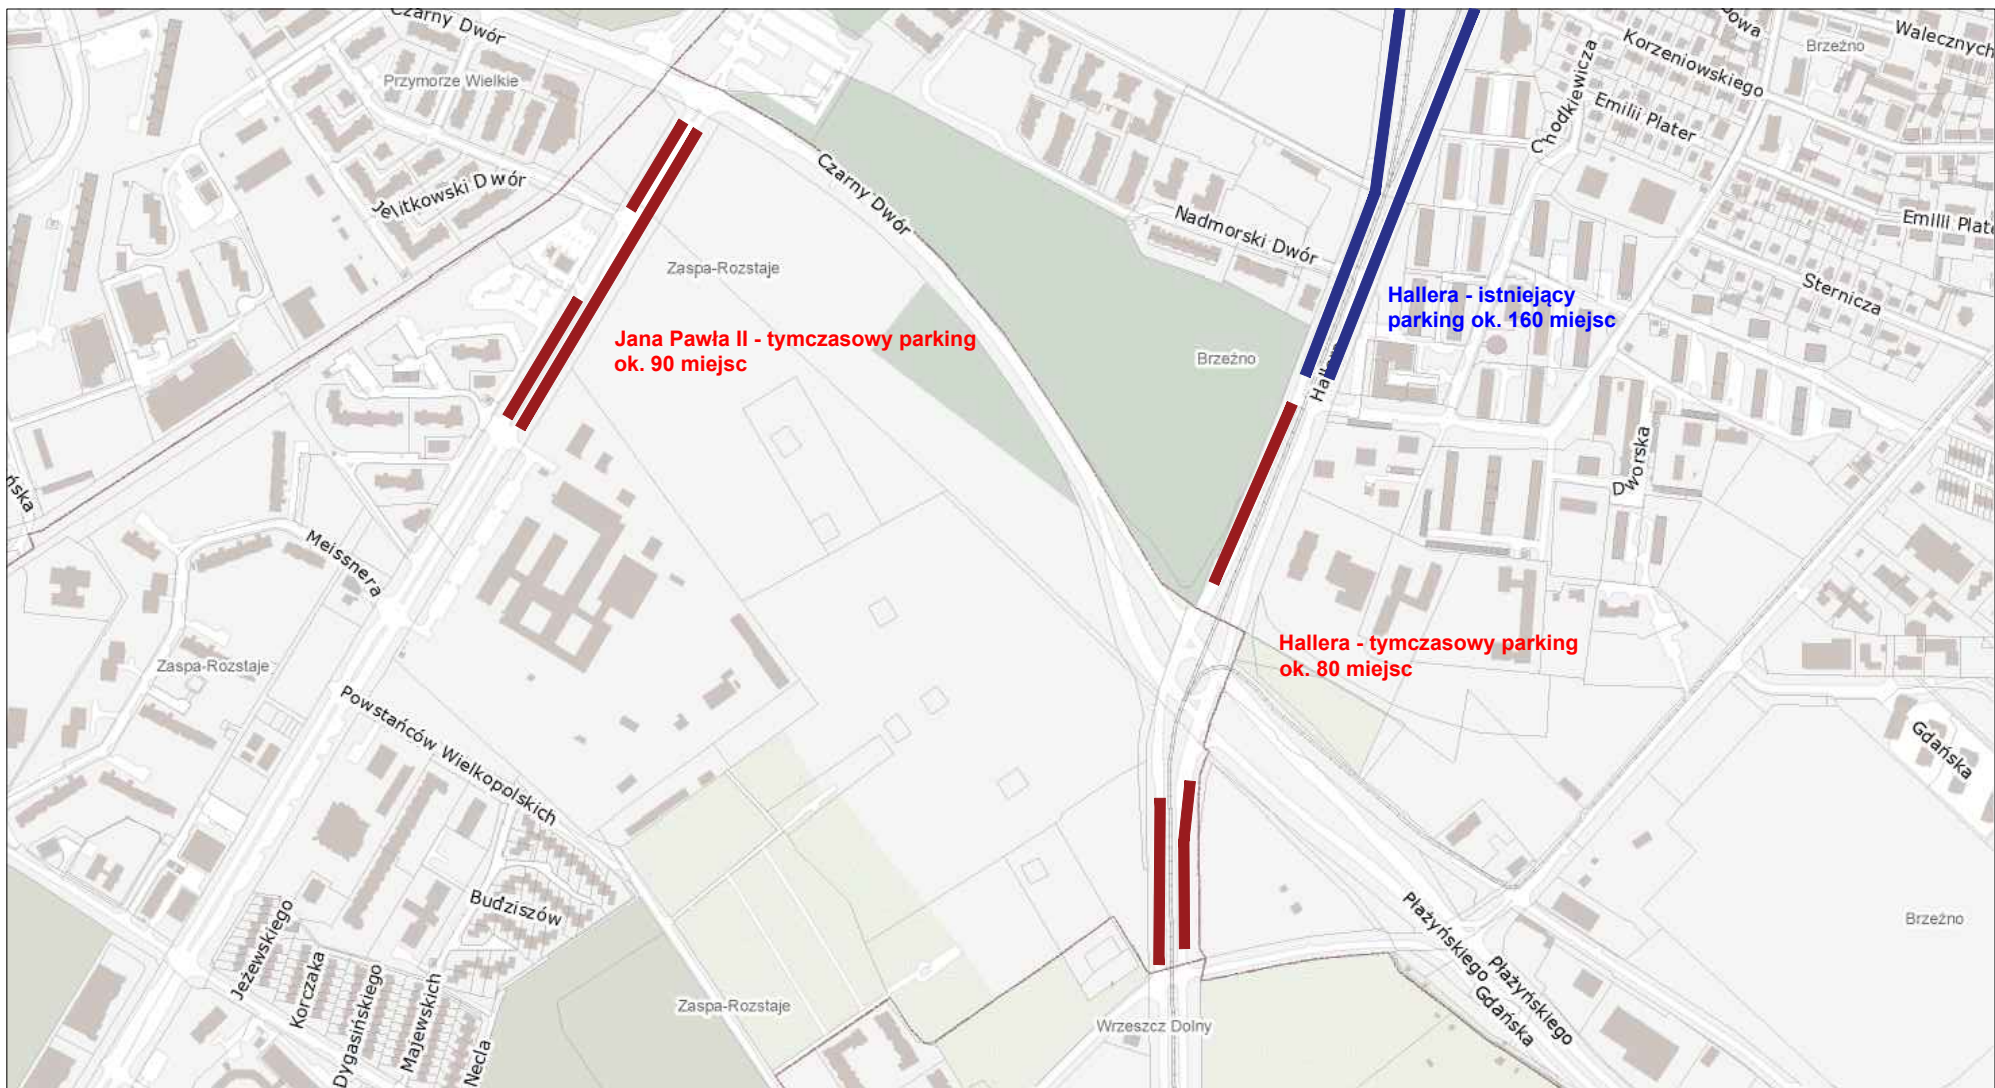 Czarny Dwór
Przymorze Wielkie
Jelitkowski Dwór
Czarny Dwór
Zaspa-Rozstaje
Nadmorski Dwór
Chodkiewicza
Korzeniowskiego
Brzeźno
Walecznych
Emilii Plater
Emilii Plate
Sternicza
Hallera - istniejący
parking ok. 160 miejsc
Jana Pawła II - tymczasowy parking
ok. 90 miejsc
Brzeźno
Hallera
Dworska
Meissnera
Hallera - tymczasowy parking
ok. 80 miejsc
Zaspa-Rozstaje
Powstańców Wielkopolskich
Gdańska
Budziszów
Jeżewskiego
Korczaka
Dygasińskiego
Majewskich
Necla
Zaspa-Rozstaje
Wrzeszcz Dolny
Płażyńskiego
Gdańska
Płażyńskiego
Brzeźno